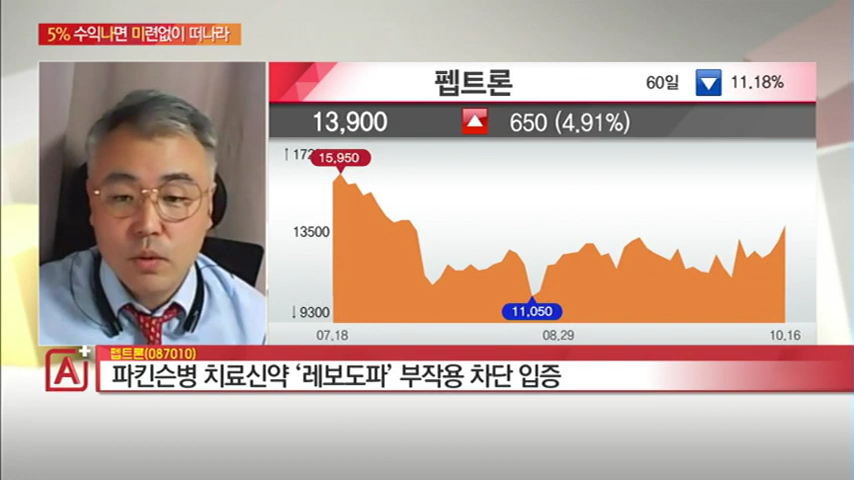 5% 수익나면 미련없이 떠나라
펩트론 60일 ▼ 11.18%
13,900 ▲ 650 (4.91%)
↑172
15,950
13500
11,050
↓9300
07.18 08.29 10.16
A+
펩트론(087010)
파킨슨병 치료신약 ‘레보도파’ 부작용 차단 입증